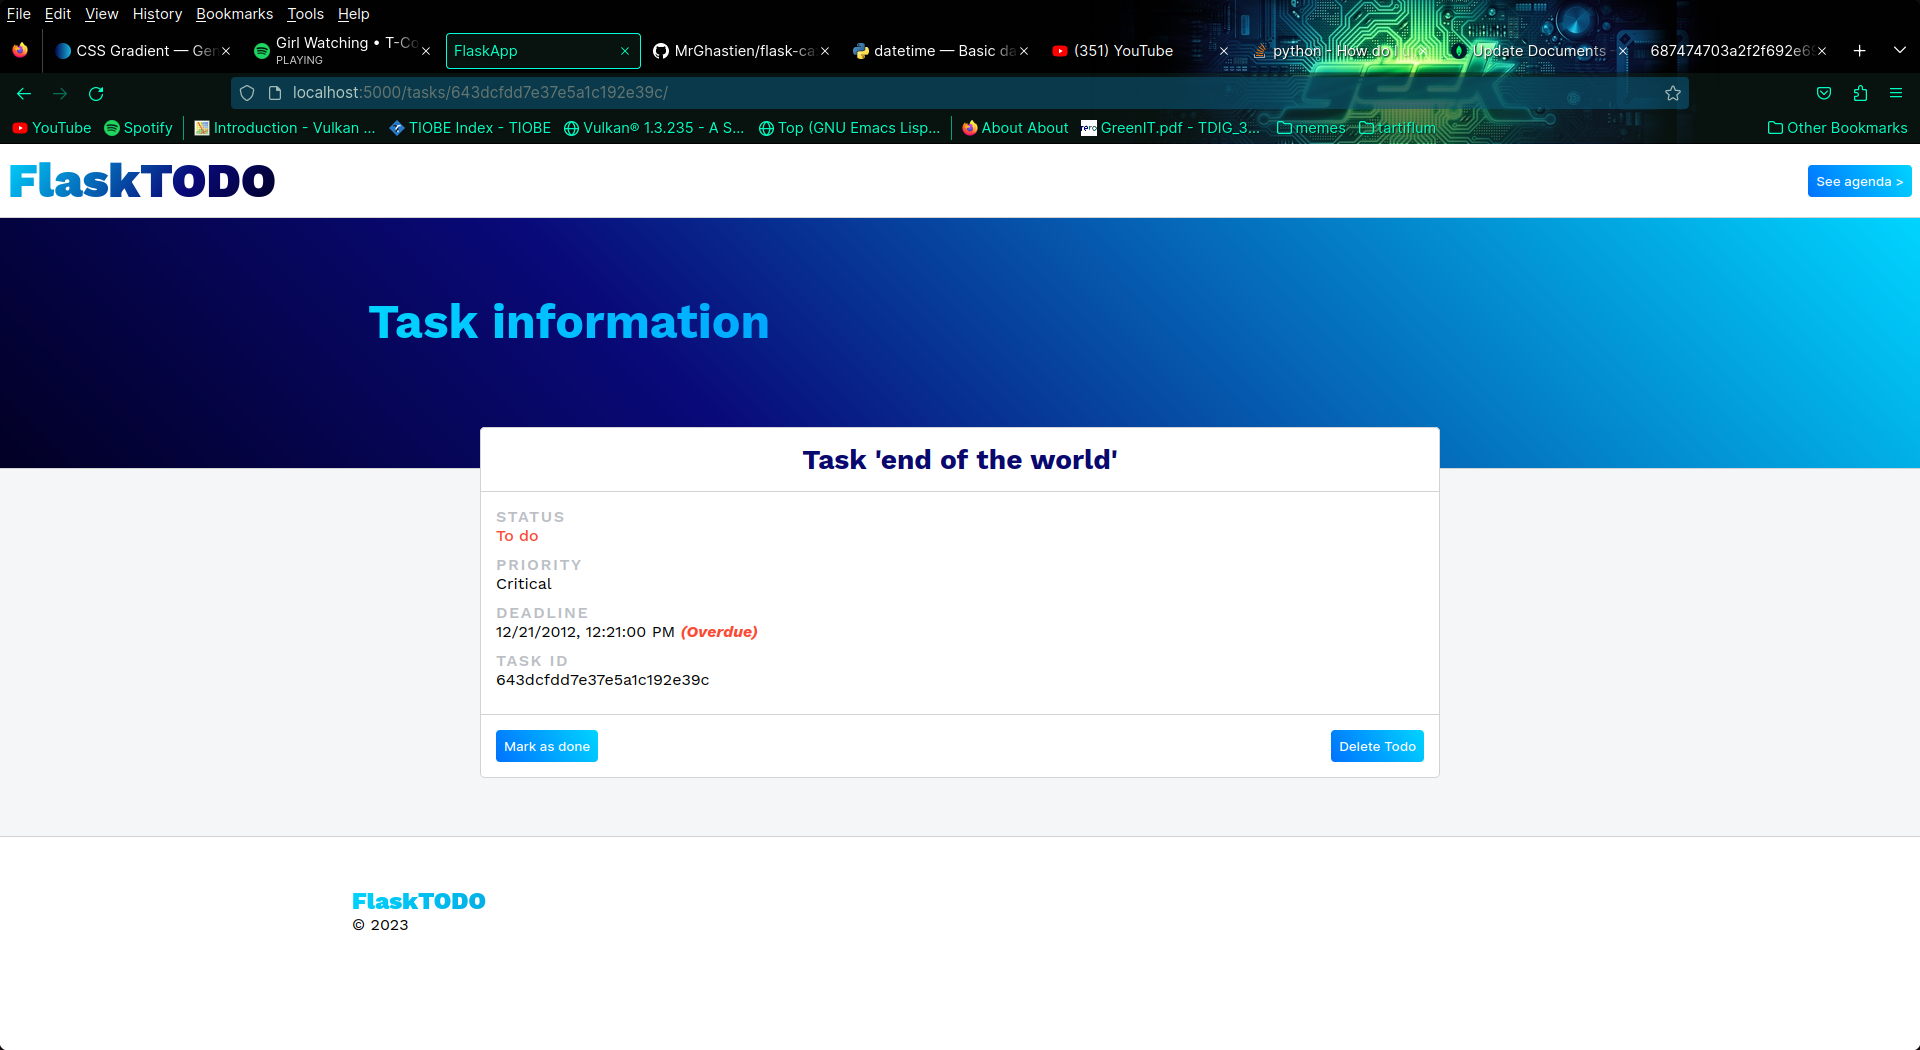 File Edit View History Bookmarks Tools Help
CSS Gradient — Gen
Girl Watching • T-Co
PLAYING
FlaskApp
MrGhastien/flask-ca
datetime — Basic da
(351) YouTube
python - How do I
Update Documents -
687474703a2f2f692e69
localhost:5000/tasks/643dcfdd7e37e5a1c192e39c/
YouTube Spotify Introduction - Vulkan ... TIOBE Index - TIOBE Vulkan® 1.3.235 - A S... Top (GNU Emacs Lisp... About About GreenIT.pdf - TDIG_3... memes tartiflum Other Bookmarks
FlaskTODO
See agenda >
Task information
Task 'end of the world'
STATUS
To do
PRIORITY
Critical
DEADLINE
12/21/2012, 12:21:00 PM (Overdue)
TASK ID
643dcfdd7e37e5a1c192e39c
Mark as done
Delete Todo
FlaskTODO
© 2023